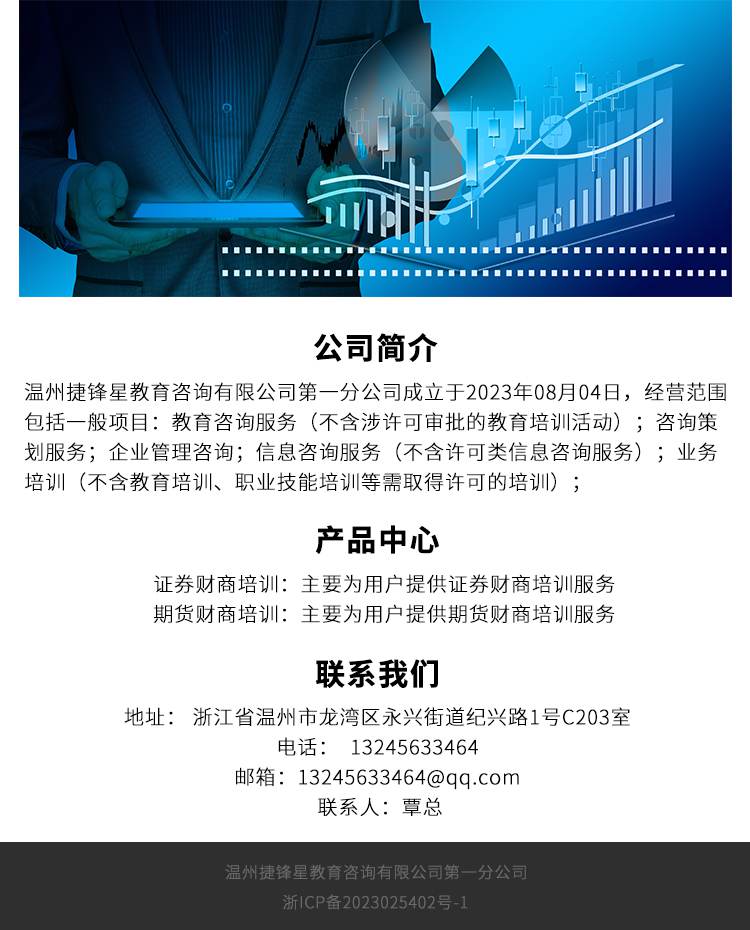 公司简介
温州捷锋星教育咨询有限公司第一分公司成立于2023年08月04日，经营范围
包括一般项目：教育咨询服务（不含涉许可审批的教育培训活动）；咨询策
划服务；企业管理咨询；信息咨询服务（不含许可类信息咨询服务）；业务
培训（不含教育培训、职业技能培训等需取得许可的培训）；
产品中心
证券财商培训：主要为用户提供证券财商培训服务
期货财商培训：主要为用户提供期货财商培训服务
联系我们
地址： 浙江省温州市龙湾区永兴街道纪兴路1号C203室
电话： 13245633464
邮箱：13245633464@qq.com
联系人：覃总
温州捷锋星教育咨询有限公司第一分公司
浙ICP备2023025402号-1